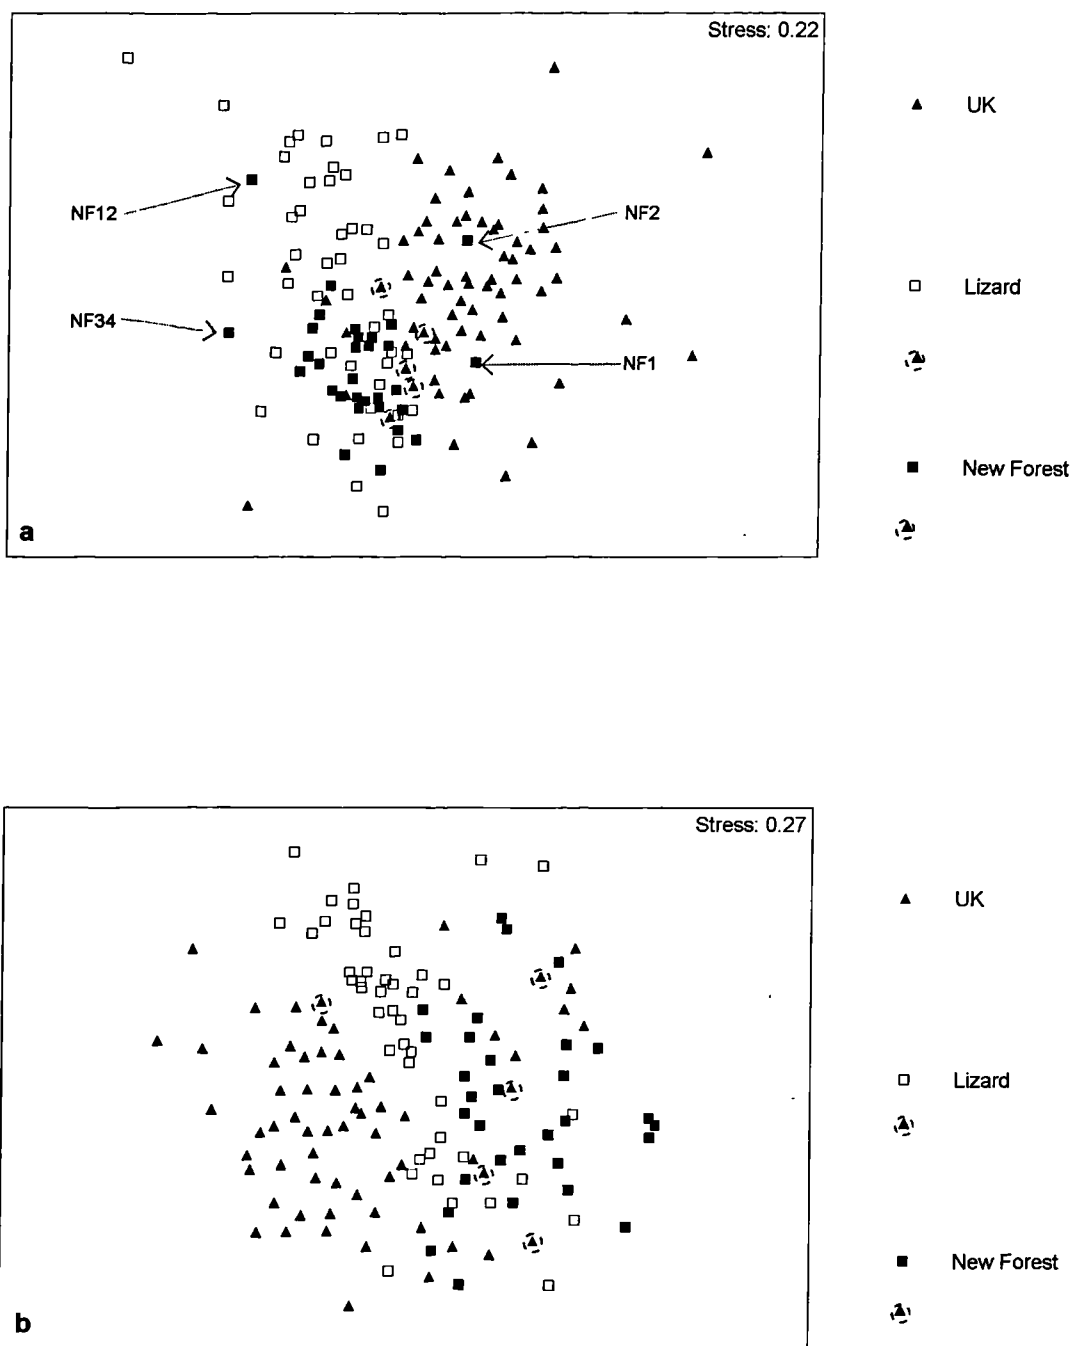 Stress: 0.22
UK
NF12
NF2
Lizard
NF34
NF1
New Forest
a
Stress: 0.27
UK
Lizard
New Forest
b